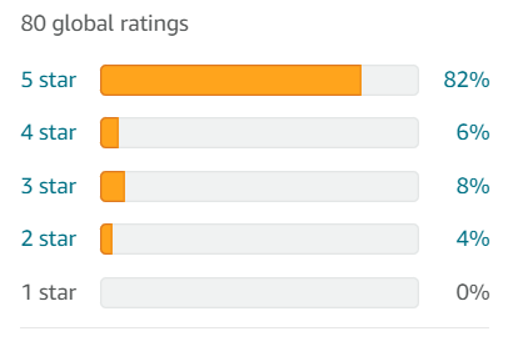 80 global ratings
5 star 82%
4 star 6%
3 star 8%
2 star 4%
1 star 0%